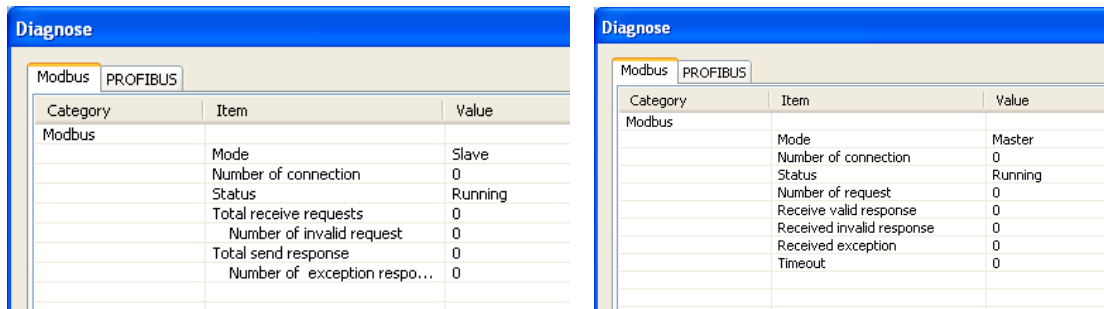 Diagnose
Modbus PROFIBUS
Category Item Value
Modbus
Mode Slave
Number of connection 0
Status Running
Total receive requests 0
Number of invalid request 0
Total send response 0
Number of exception respo... 0
Diagnose
Modbus PROFIBUS
Category Item Value
Modbus
Mode Master
Number of connection 0
Status Running
Number of request 0
Receive valid response 0
Received invalid response 0
Received exception 0
Timeout 0